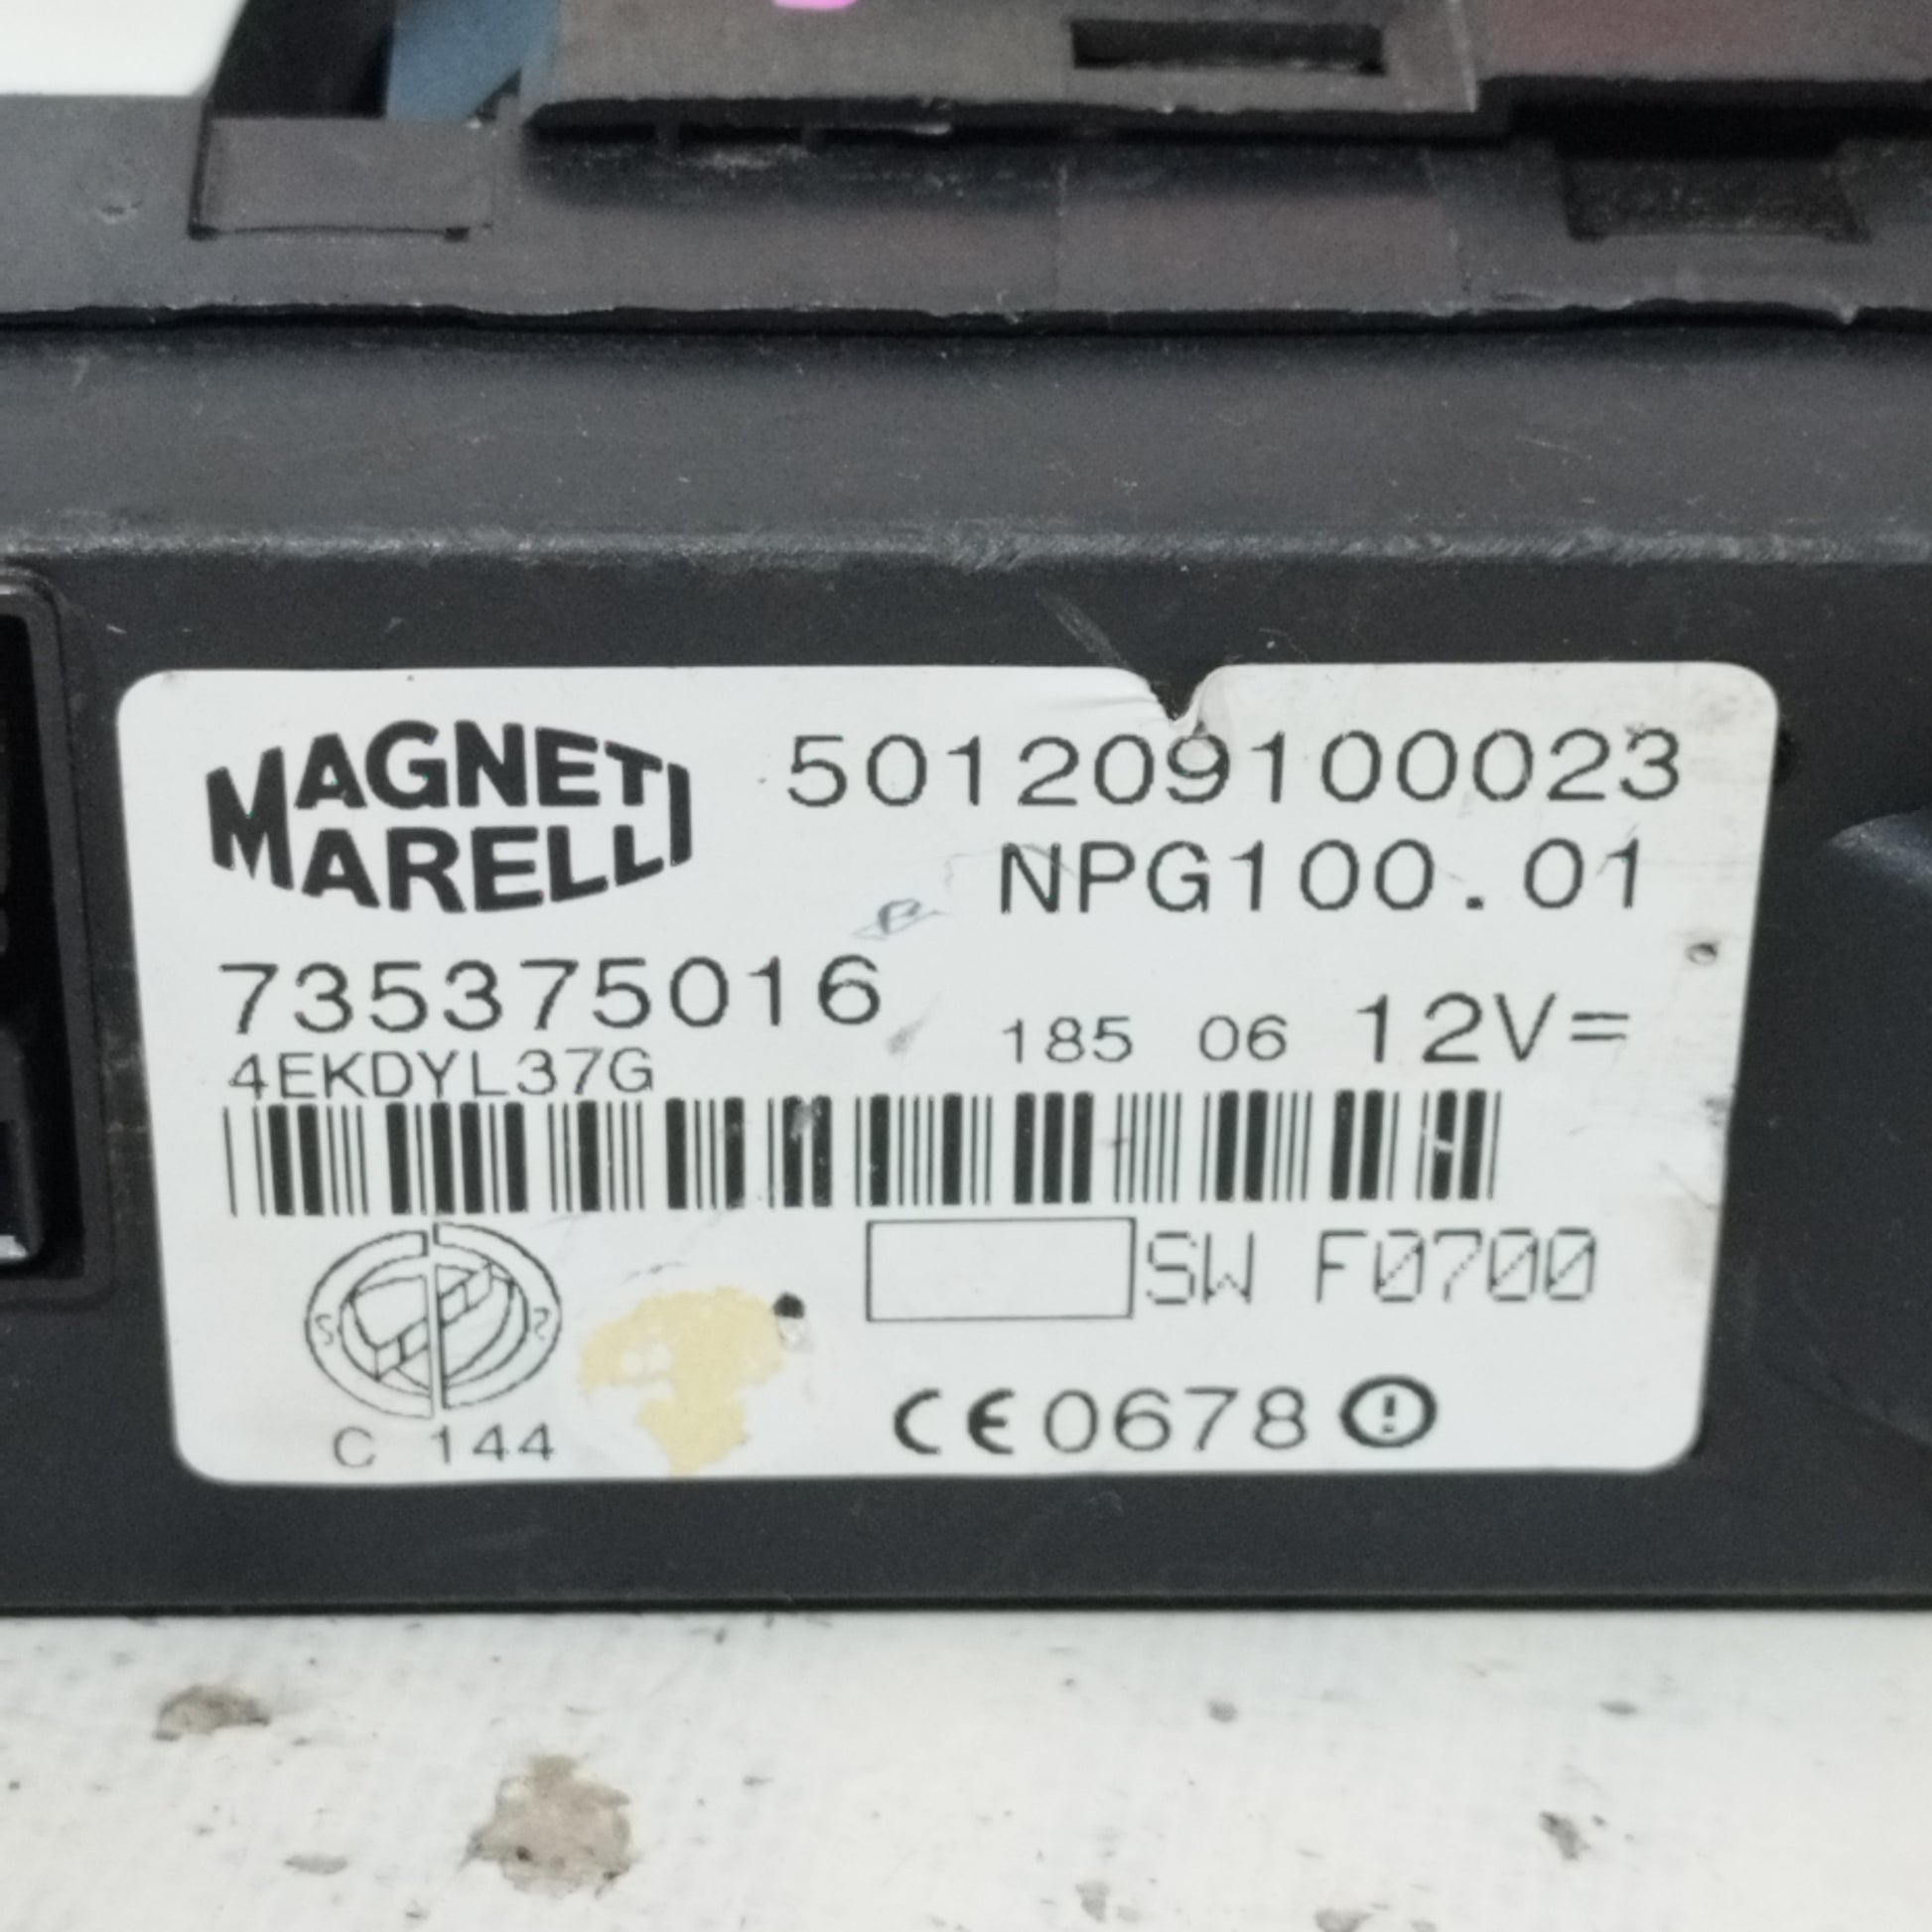 MAGNETI
MARELLI
501209100023
NPG100.01
735375016
185 06 12V=
4EKDYL37G
SW F0700
C 144
CE0678